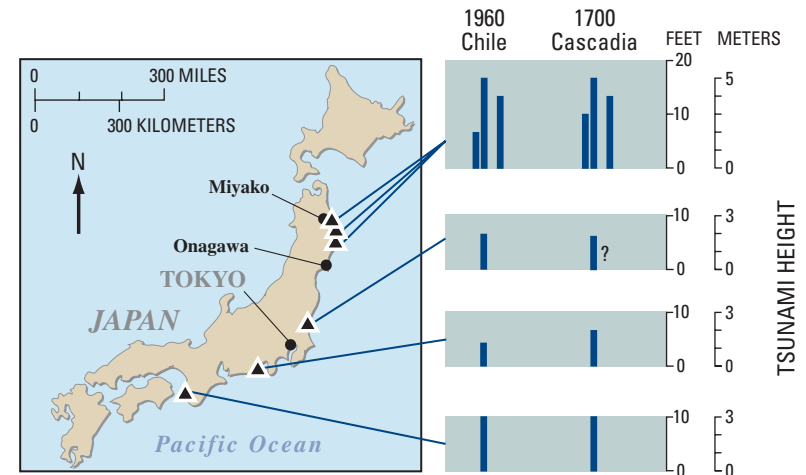 1960
Chile
1700
Cascadia
FEET METERS
0 300 MILES
0 300 KILOMETERS
N
Miyako
Onagawa
TOKYO
JAPAN
Pacific Ocean
20
10
0
5
0
10
0
3
0
?
10
0
3
0
10
0
3
0
TSUNAMI HEIGHT